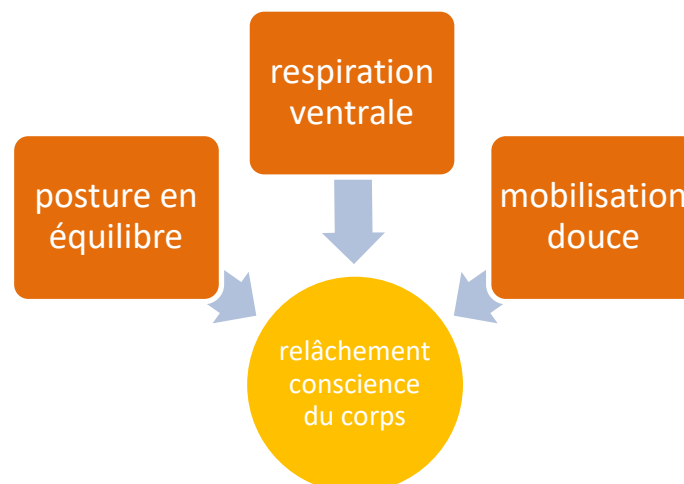 respiration
ventrale
posture en
équilibre
mobilisation
douce
relâchement
conscience
du corps